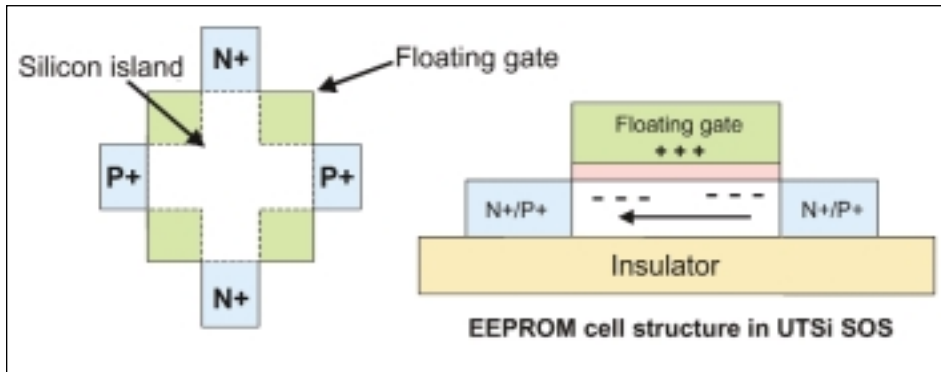 N+
Silicon island
Floating gate
P+
P+
N+
Floating gate
+ + +
N+/P+
- - -
- - -
N+/P+
Insulator
EEPROM cell structure in UTSi SOS